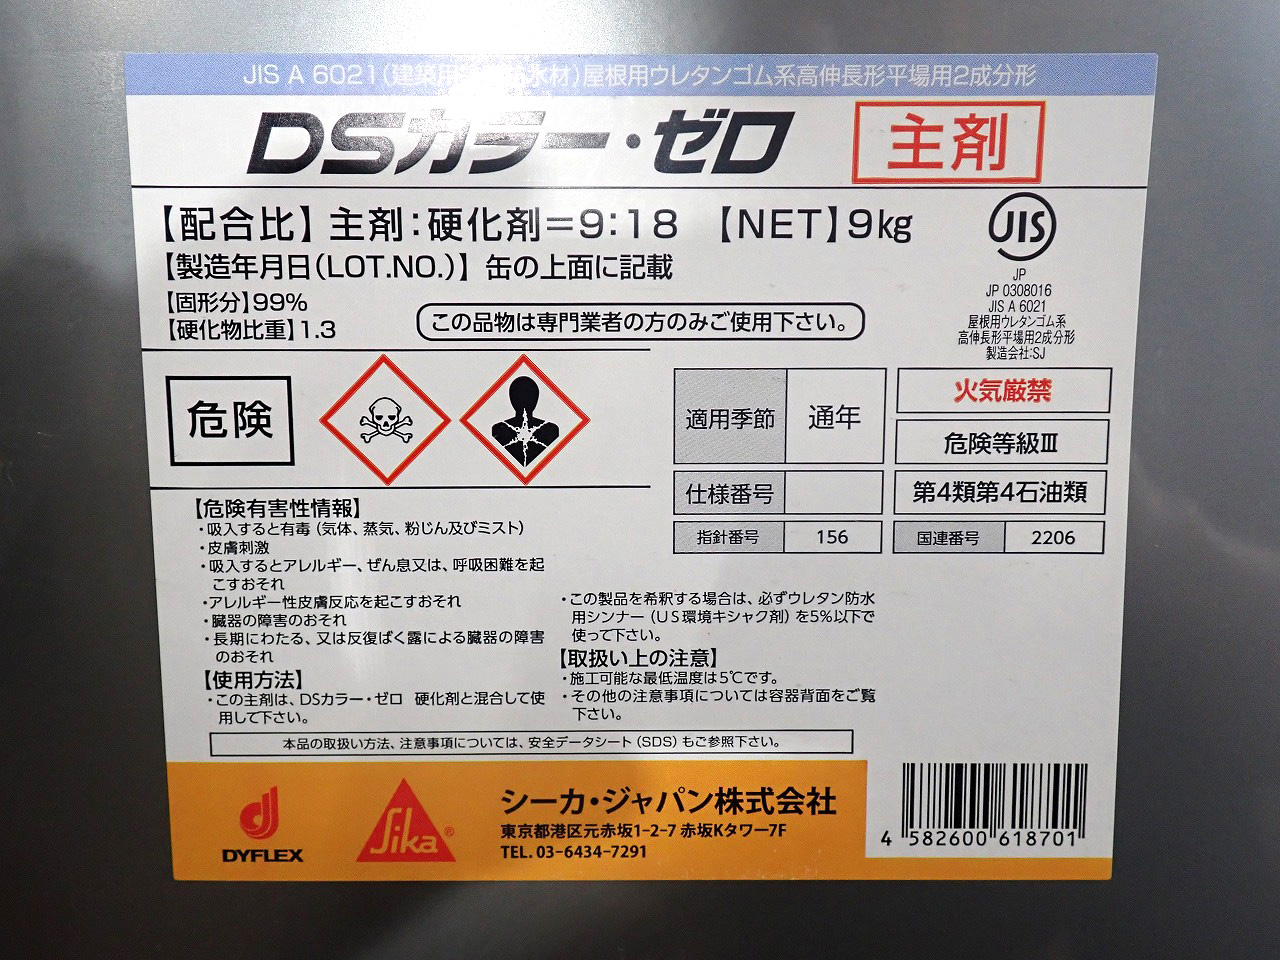 JIS A 6021(建築用 水材)屋根用ウレタンゴム系高伸長形平場用2成分形
DSカラー・ゼロ 主剤
【配合比】主剤:硬化剤=9:18 【NET】9kg
【製造年月日(LOT.NO.)】缶の上面に記載
【固形分】99%
【硬化物比重】1.3
この品物は専門業者の方のみご使用下さい。
JIS
JP
JP 0308016
JIS A 6021
屋根用ウレタンゴム系
高伸長形平場用2成分形
製造会社:SJ
危険
適用季節 通年
仕様番号
指針番号 156
火気厳禁
危険等級Ⅲ
第4類第4石油類
国連番号 2206
【危険有害性情報】
・吸入すると有毒(気体、蒸気、粉じん及びミスト)
・皮膚刺激
・吸入するとアレルギー、ぜん息又は、呼吸困難を起
こすおそれ
・アレルギー性皮膚反応を起こすおそれ
・臓器の障害のおそれ
・長期にわたる、又は反復ばく露による臓器の障害
のおそれ
【使用方法】
・この主剤は、DSカラー・ゼロ 硬化剤と混合して使
用して下さい。
・この製品を希釈する場合は、必ずウレタン防水
用シンナー(US環境キシャク剤)を5%以下で
使って下さい。
【取扱い上の注意】
・施工可能な最低温度は5℃です。
・その他の注意事項については容器背面をご覧
下さい。
本品の取扱い方法、注意事項については、安全データシート(SDS)もご参照下さい。
DYFLEX
Sika®
シーカ・ジャパン株式会社
東京都港区元赤坂1-2-7 赤坂Kタワー7F
TEL. 03-6434-7291
4 582600 618701